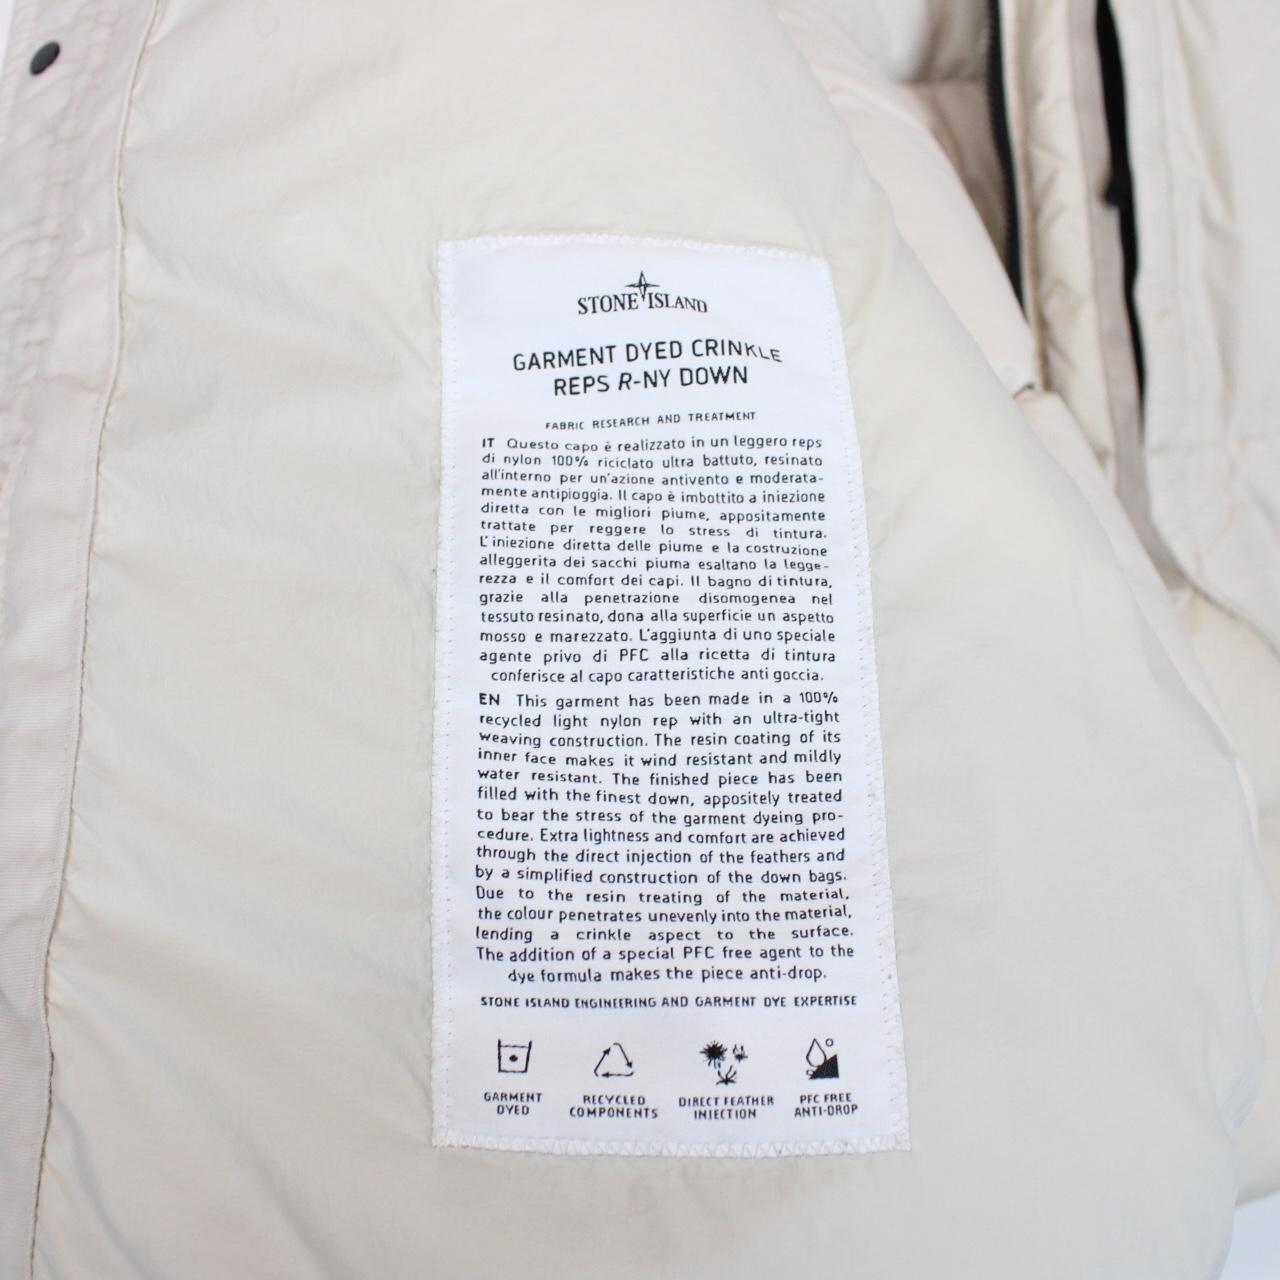 STONE ISLAND
GARMENT DYED CRINKLE
REPS R-NY DOWN
FABRIC RESEARCH AND TREATMENT
IT Questo capo è realizzato in un leggero reps
di nylon 100% riciclato ultra battuto, resinato
all'interno per un'azione antivento e moderata-
mente antipioggia. Il capo è imbottito a iniezione
diretta con le migliori piume, appositamente
trattate per reggere lo stress di tintura.
L'iniezione diretta delle piume e la costruzione
alleggerita dei sacchi piuma esaltano la legge-
rezza e il comfort dei capi. Il bagno di tintura,
grazie alla penetrazione disomogenea nel
tessuto resinato, dona alla superficie un aspetto
mosso e marezzato. L'aggiunta di uno speciale
agente privo di PFC alla ricetta di tintura
conferisce al capo caratteristiche anti goccia.
EN This garment has been made in a 100%
recycled light nylon rep with an ultra-tight
weaving construction. The resin coating of its
inner face makes it wind resistant and mildly
water resistant. The finished piece has been
filled with the finest down, appositely treated
to bear the stress of the garment dyeing pro-
cedure. Extra lightness and comfort are achieved
through the direct injection of the feathers and
by a simplified construction of the down bags.
Due to the resin treating of the material,
the colour penetrates unevenly into the material,
lending a crinkle aspect to the surface.
The addition of a special PFC free agent to the
dye formula makes the piece anti-drop.
STONE ISLAND ENGINEERING AND GARMENT DYE EXPERTISE
GARMENT
DYED
RECYCLED
COMPONENTS
DIRECT FEATHER
INJECTION
PFC FREE
ANTI-DROP